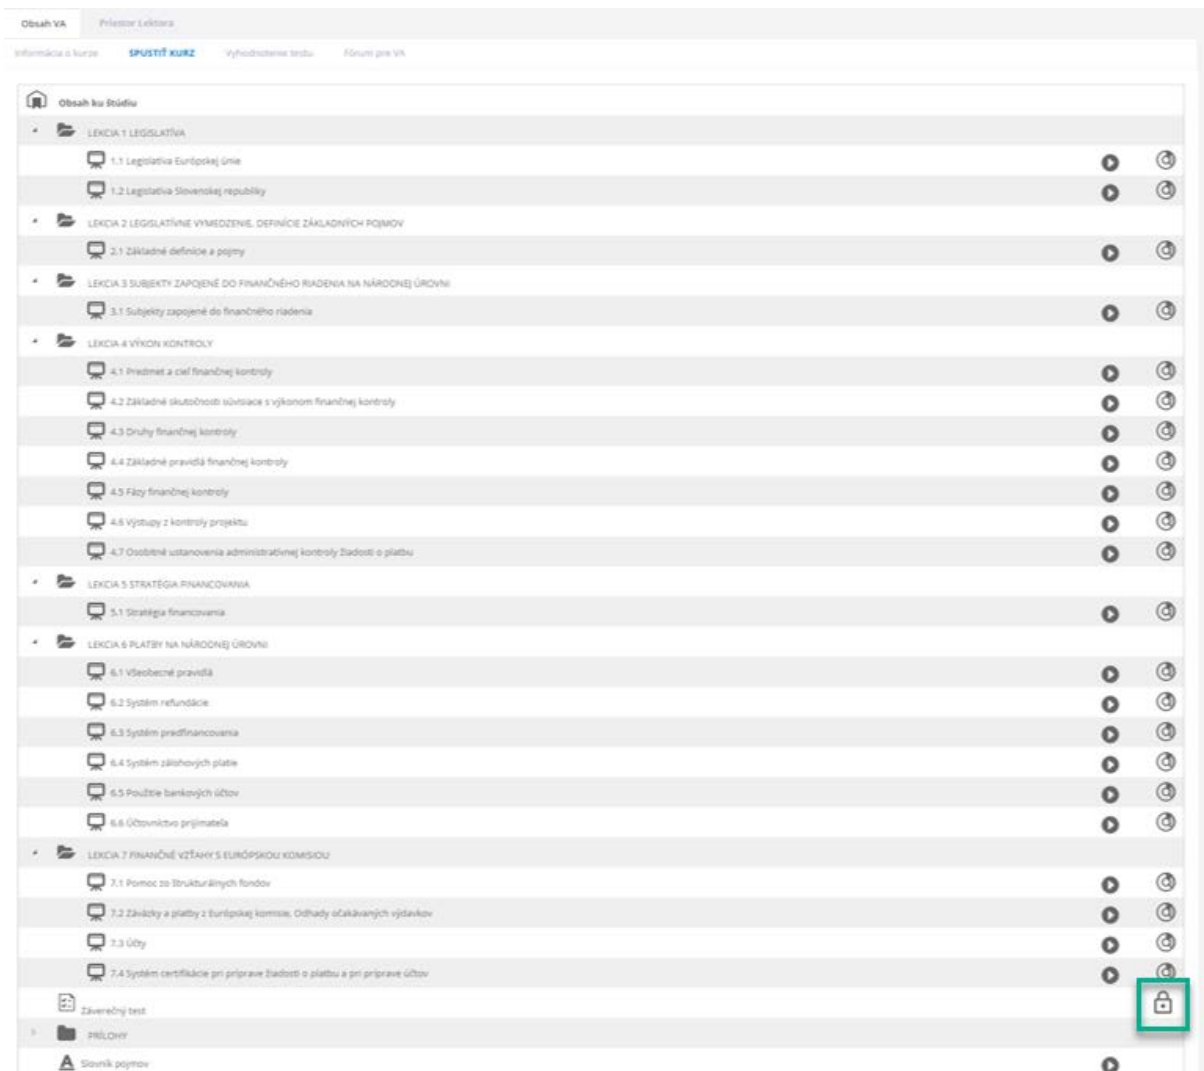 Obsah VA Priestor Lektora
Informácia o kurze SPUSTIŤ KURZ Vyhodnotenie testu Fórum pre VA
Obsah ku štúdiu
LEKCIA 1 LEGISLATÍVA
1.1 Legislatíva Európskej únie
1.2 Legislatíva Slovenskej republiky
LEKCIA 2 LEGISLATÍVNE VYMEDZENIE, DEFINÍCIE ZÁKLADNÝCH POJMOV
2.1 Základné definície a pojmy
LEKCIA 3 SUBJEKTY ZAPOJENÉ DO FINANČNÉHO RIADENIA NA NÁRODNEJ ÚROVNI
3.1 Subjekty zapojené do finančného riadenia
LEKCIA 4 VÝKON KONTROLY
4.1 Predmet a cieľ finančnej kontroly
4.2 Základné skutočnosti súvisiace s výkonom finančnej kontroly
4.3 Druhy finančnej kontroly
4.4 Základné pravidlá finančnej kontroly
4.5 Fázy finančnej kontroly
4.6 Výstupy z kontroly projektu
4.7 Osobitné ustanovenia administratívnej kontroly žiadosti o platbu
LEKCIA 5 STRATÉGIA FINANCOVANIA
5.1 Stratégia financovania
LEKCIA 6 PLATBY NA NÁRODNEJ ÚROVNI
6.1 Všeobecné pravidlá
6.2 Systém refundácie
6.3 Systém predfinancovania
6.4 Systém zálohových platieb
6.5 Použitie bankových účtov
6.6 Účtovníctvo prijímateľa
LEKCIA 7 FINANČNÉ VZŤAHY S EURÓPSKOU KOMISIOU
7.1 Pomoc zo štrukturálnych fondov
7.2 Záväzky a platby z Európskej komisie, Odhady očakávaných výdavkov
7.3 Účty
7.4 Systém certifikácie pri príprave žiadosti o platbu a pri príprave účtov
Záverečný test
PRÍLOHY
Slovník pojmov